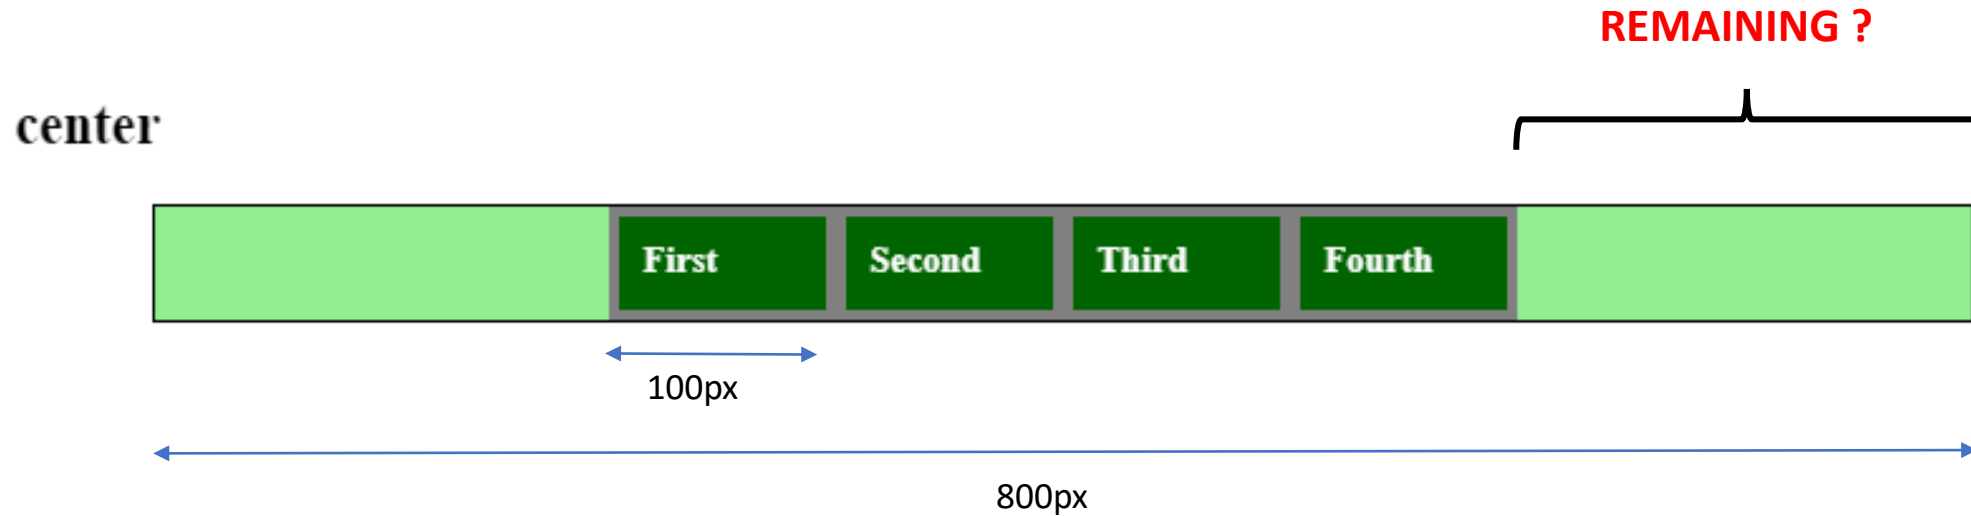 REMAINING ?
center
First Second Third Fourth
100px
800px